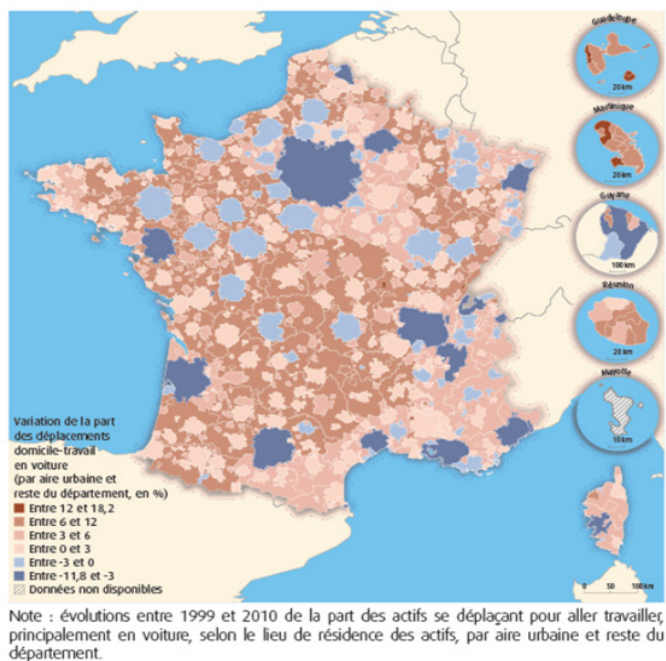 Guadeloupe
20 km
Martinique
20 km
Guyane
100 km
Réunion
20 km
Mayotte
10 km
Variation de la part
des déplacements
domicile-travail
en voiture
(par aire urbaine et
reste du département, en %)
Entre 12 et 18,2
Entre 6 et 12
Entre 3 et 6
Entre 0 et 3
Entre -3 et 0
Entre -11,8 et -3
Données non disponibles
0 50 100 km
Note : évolutions entre 1999 et 2010 de la part des actifs se déplaçant pour aller travailler,
principalement en voiture, selon le lieu de résidence des actifs, par aire urbaine et reste du
département.